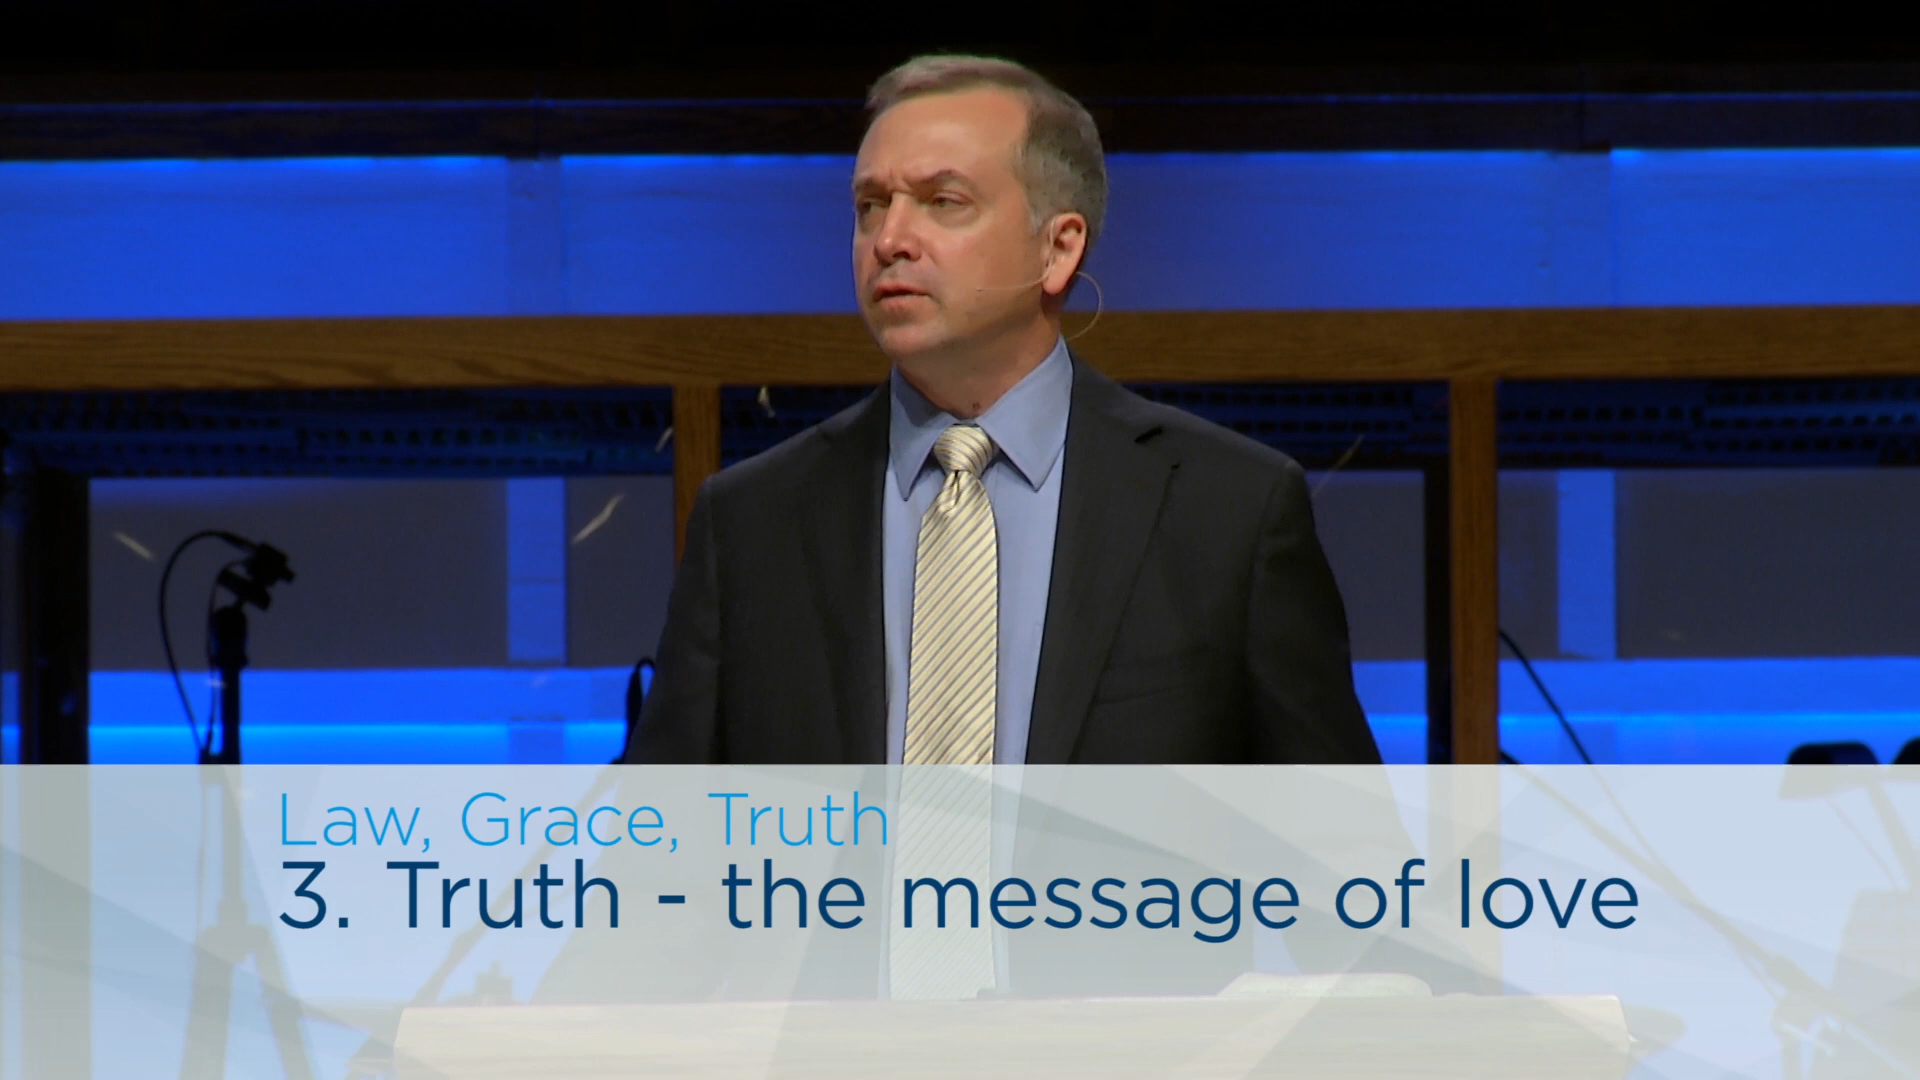 Law, Grace, Truth
3. Truth - the message of love